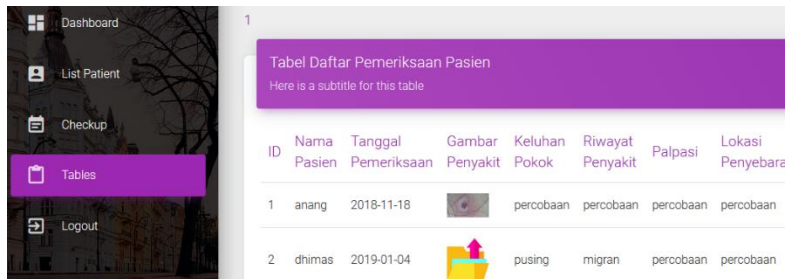 Dashboard
List Patient
Checkup
Tables
Logout
1
Tabel Daftar Pemeriksaan Pasien
Here is a subtitle for this table
ID Nama Pasien Tanggal Pemeriksaan Gambar Penyakit Keluhan Pokok Riwayat Penyakit Palpasi Lokasi Penyebara
1 anang 2018-11-18 percobaan percobaan percobaan percobaan
2 dhimas 2019-01-04 pusing migran percobaan percobaan